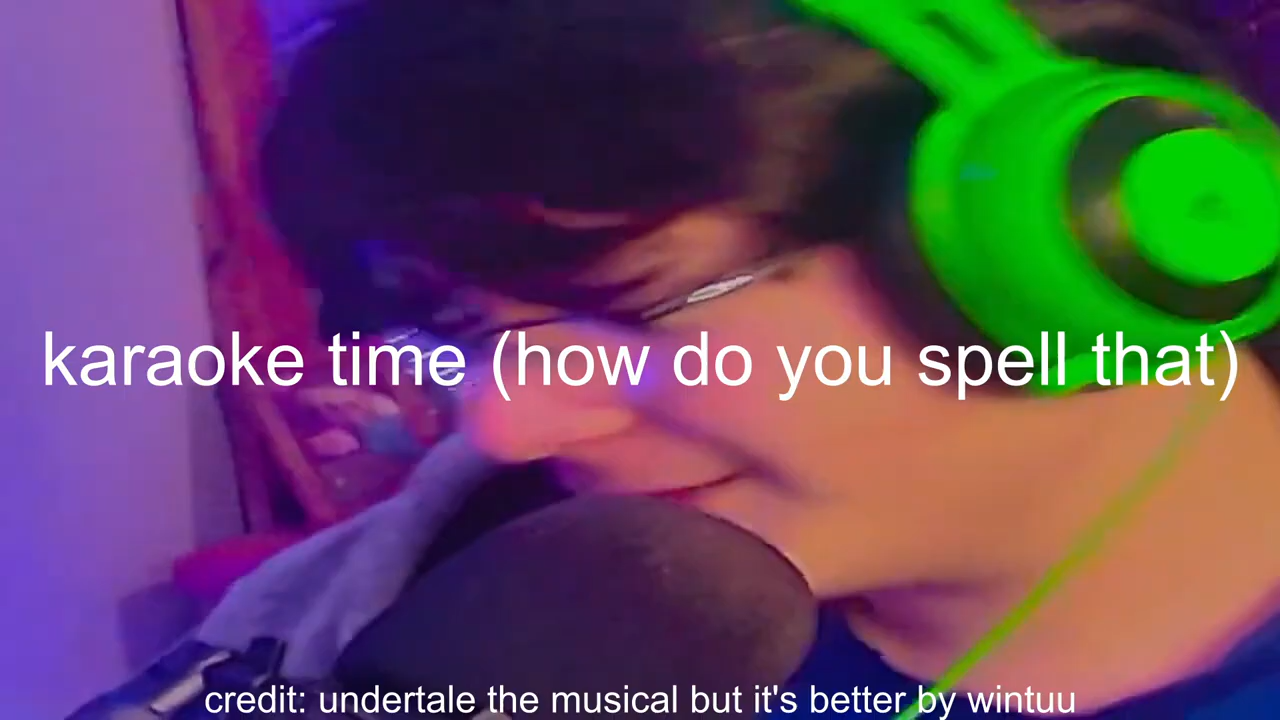 karaoke time (how do you spell that)
credit: undertale the musical but it's better by wintuu